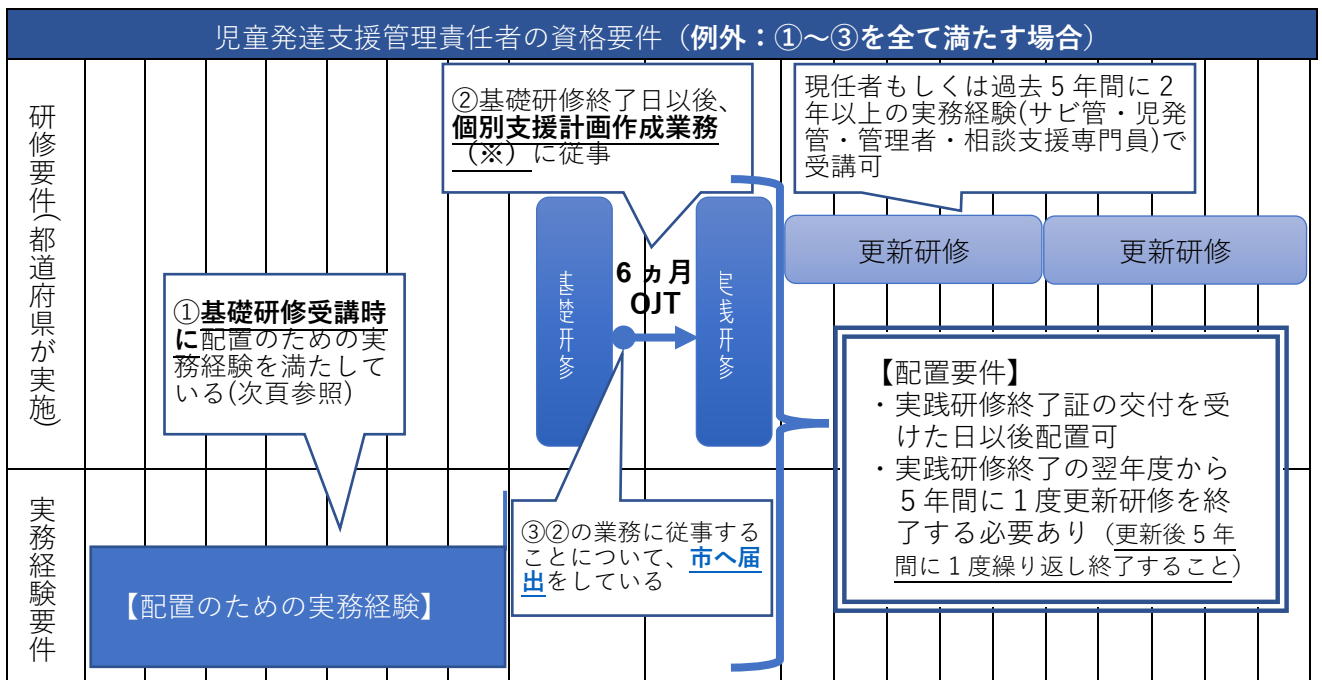 児童発達支援管理責任者の資格要件（例外：①～③を全て満たす場合）
研修要件（都道府県が実施）
①基礎研修受講時
に配置のための実
務経験を満たして
いる(次頁参照)
②基礎研修終了日以後、
個別支援計画作成業務
（※）に従事
現任者もしくは過去５年間に２
年以上の実務経験(サビ管・児発
管・管理者・相談支援専門員)で
受講可
基礎研修
６ヵ月
OJT
実践研修
更新研修
更新研修
③②の業務に従事する
ことについて、市へ届
出をしている
【配置要件】
・実践研修終了証の交付を受
けた日以後配置可
・実践研修終了の翌年度から
５年間に１度更新研修を終
了する必要あり（更新後５年
間に１度繰り返し終了すること）
実務経験要件
【配置のための実務経験】